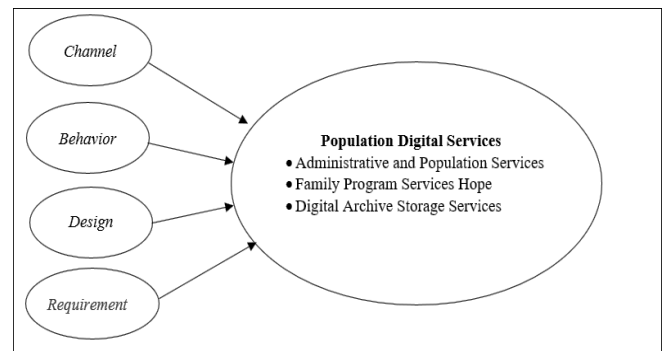 Channel
Behavior
Design
Requirement
Population Digital Services
• Administrative and Population Services
• Family Program Services Hope
• Digital Archive Storage Services